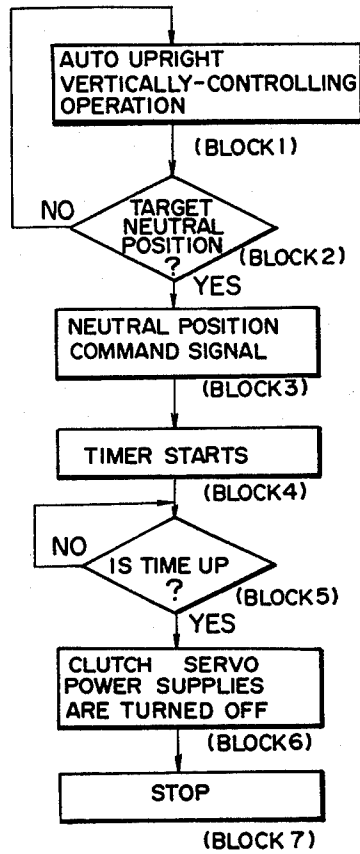 AUTO UPRIGHT
VERTICALLY-CONTROLLING
OPERATION
(BLOCK1)
NO
TARGET
NEUTRAL
POSITION
?
(BLOCK2)
YES
NEUTRAL POSITION
COMMAND SIGNAL
(BLOCK3)
TIMER STARTS
(BLOCK4)
NO
IS TIME UP
?
(BLOCK5)
YES
CLUTCH SERVO
POWER SUPPLIES
ARE TURNED OFF
(BLOCK6)
STOP
(BLOCK 7)